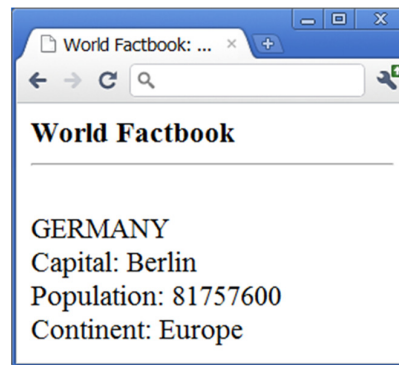 World Factbook: ...
World Factbook
GERMANY
Capital: Berlin
Population: 81757600
Continent: Europe